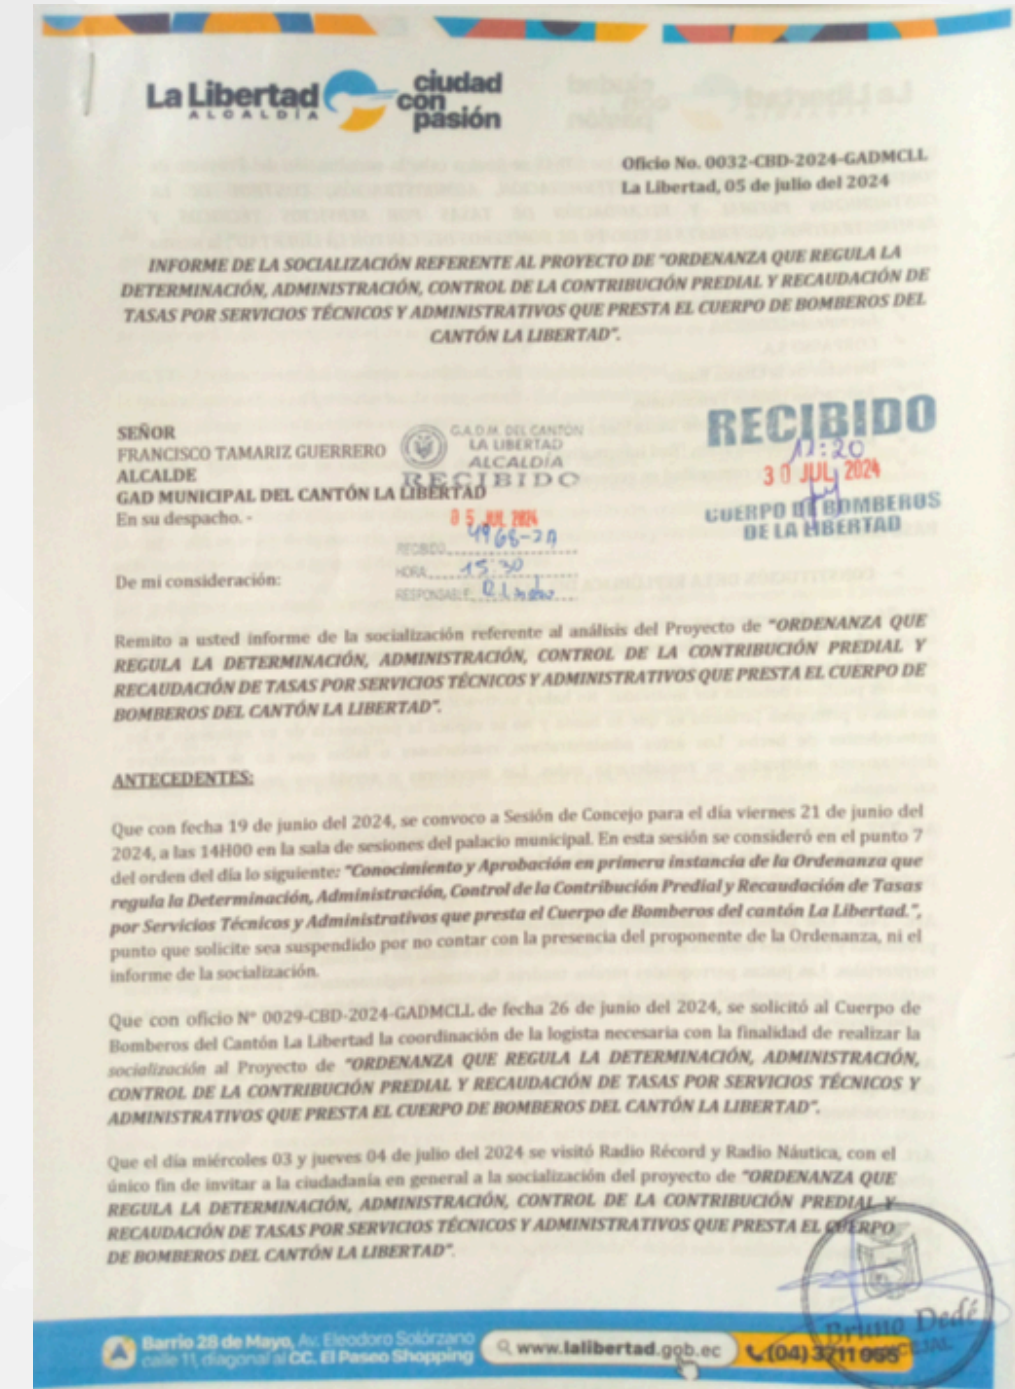 La Libertad
ALCALDÍA
ciudad
con
pasión
Oficio No. 0032-CBD-2024-GADMCLL
La Libertad, 05 de julio del 2024
INFORME DE LA SOCIALIZACIÓN REFERENTE AL PROYECTO DE "ORDENANZA QUE REGULA LA
DETERMINACIÓN, ADMINISTRACIÓN, CONTROL DE LA CONTRIBUCIÓN PREDIAL Y RECAUDACIÓN DE
TASAS POR SERVICIOS TÉCNICOS Y ADMINISTRATIVOS QUE PRESTA EL CUERPO DE BOMBEROS DEL
CANTÓN LA LIBERTAD".
SEÑOR
FRANCISCO TAMARIZ GUERRERO
ALCALDE
GAD MUNICIPAL DEL CANTÓN LA LIBERTAD
En su despacho. -
G.A.D.M. DEL CANTÓN
LA LIBERTAD
ALCALDÍA
RECIBIDO
05 JUL 2024
RECIBIDO
HORA 15:30
RESPONSABLE:
RECIBIDO
30 JUL 2024
CUERPO DE BOMBEROS
DE LA LIBERTAD
De mi consideración:
Remito a usted informe de la socialización referente al análisis del Proyecto de "ORDENANZA QUE
REGULA LA DETERMINACIÓN, ADMINISTRACIÓN, CONTROL DE LA CONTRIBUCIÓN PREDIAL Y
RECAUDACIÓN DE TASAS POR SERVICIOS TÉCNICOS Y ADMINISTRATIVOS QUE PRESTA EL CUERPO DE
BOMBEROS DEL CANTÓN LA LIBERTAD".
ANTECEDENTES:
Que con fecha 19 de junio del 2024, se convoco a Sesión de Concejo para el día viernes 21 de junio del
2024, a las 14H00 en la sala de sesiones del palacio municipal. En esta sesión se consideró en el punto 7
del orden del día lo siguiente: "Conocimiento y Aprobación en primera instancia de la Ordenanza que
regula la Determinación, Administración, Control de la Contribución Predial y Recaudación de Tasas
por Servicios Técnicos y Administrativos que presta el Cuerpo de Bomberos del cantón La Libertad.",
punto que solicite sea suspendido por no contar con la presencia del proponente de la Ordenanza, ni el
informe de la socialización.
Que con oficio N° 0029-CBD-2024-GADMCLL de fecha 26 de junio del 2024, se solicitó al Cuerpo de
Bomberos del Cantón La Libertad la coordinación de la logista necesaria con la finalidad de realizar la
socialización al Proyecto de "ORDENANZA QUE REGULA LA DETERMINACIÓN, ADMINISTRACIÓN,
CONTROL DE LA CONTRIBUCIÓN PREDIAL Y RECAUDACIÓN DE TASAS POR SERVICIOS TÉCNICOS Y
ADMINISTRATIVOS QUE PRESTA EL CUERPO DE BOMBEROS DEL CANTÓN LA LIBERTAD".
Que el día miércoles 03 y jueves 04 de julio del 2024 se visitó Radio Récord y Radio Náutica, con el
único fin de invitar a la ciudadanía en general a la socialización del proyecto de "ORDENANZA QUE
REGULA LA DETERMINACIÓN, ADMINISTRACIÓN, CONTROL DE LA CONTRIBUCIÓN PREDIAL Y
RECAUDACIÓN DE TASAS POR SERVICIOS TÉCNICOS Y ADMINISTRATIVOS QUE PRESTA EL CUERPO
DE BOMBEROS DEL CANTÓN LA LIBERTAD".
Bruno Dedé
Barrio 28 de Mayo, Av. Eleodoro Solórzano
calle 11, diagonal al CC. El Paseo Shopping
www.lalibertad.gob.ec